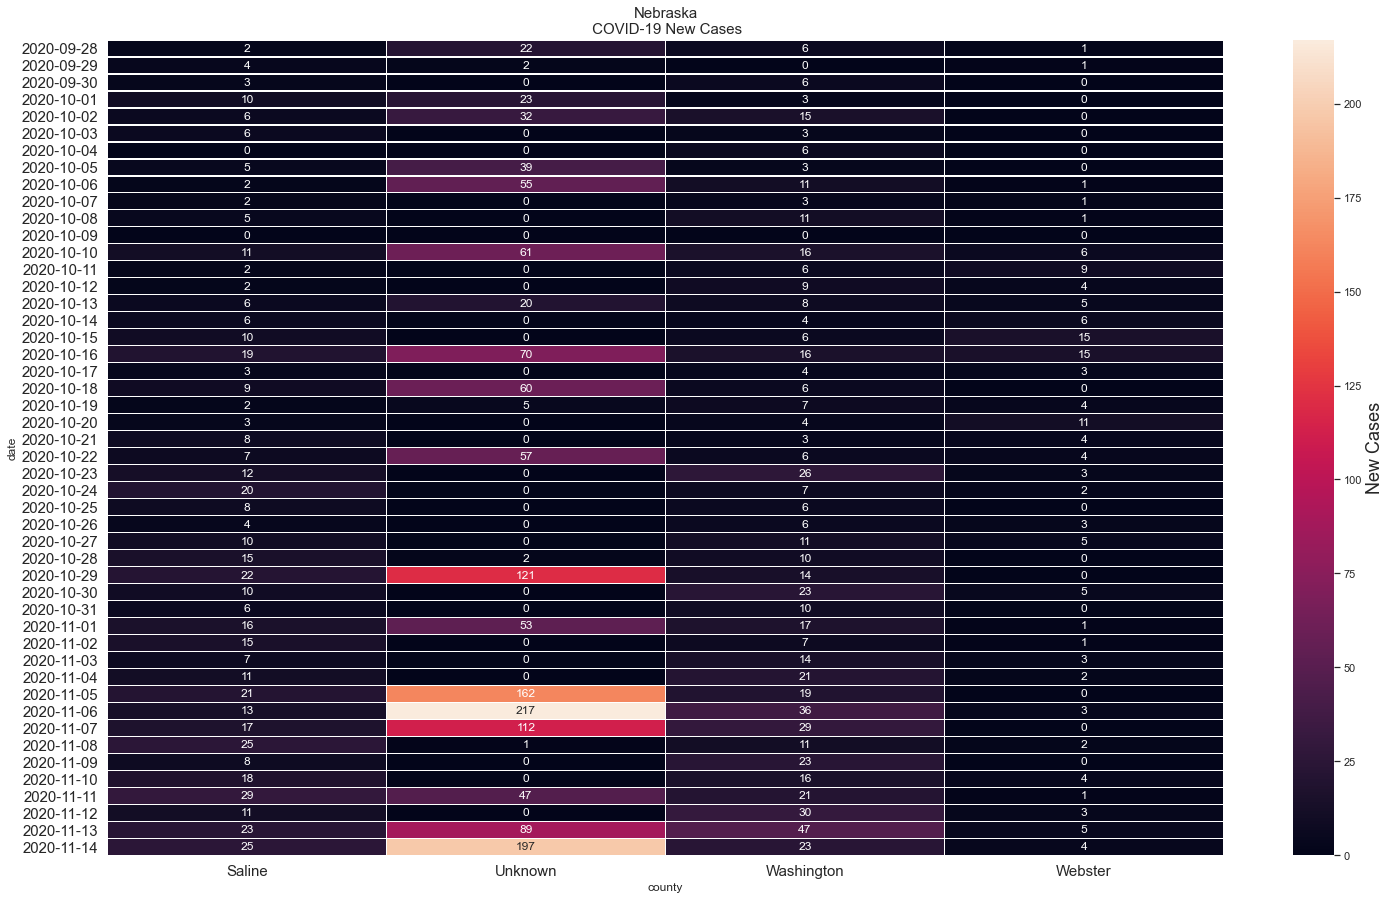 Nebraska
COVID-19 New Cases
2020-09-28 2 22 6 1
2020-09-29 4 2 0 1
2020-09-30 3 0 6 0
2020-10-01 10 23 3 0
2020-10-02 6 32 15 0
2020-10-03 6 0 3 0
2020-10-04 0 0 6 0
2020-10-05 5 39 3 0
2020-10-06 2 55 11 1
2020-10-07 2 0 3 1
2020-10-08 5 0 11 1
2020-10-09 0 0 0 0
2020-10-10 11 61 16 6
2020-10-11 2 0 6 9
2020-10-12 2 0 9 4
2020-10-13 6 20 8 5
2020-10-14 6 0 4 6
2020-10-15 10 0 6 15
2020-10-16 19 70 16 15
2020-10-17 3 0 4 3
2020-10-18 9 60 6 0
2020-10-19 2 5 7 4
2020-10-20 3 0 4 11
2020-10-21 8 0 3 4
2020-10-22 7 57 6 4
2020-10-23 12 0 26 3
2020-10-24 20 0 7 2
2020-10-25 8 0 6 0
2020-10-26 4 0 6 3
2020-10-27 10 0 11 5
2020-10-28 15 2 10 0
2020-10-29 22 121 14 0
2020-10-30 10 0 23 5
2020-10-31 6 0 10 0
2020-11-01 16 53 17 1
2020-11-02 15 0 7 1
2020-11-03 7 0 14 3
2020-11-04 11 0 21 2
2020-11-05 21 162 19 0
2020-11-06 13 217 36 3
2020-11-07 17 112 29 0
2020-11-08 25 1 11 2
2020-11-09 8 0 23 0
2020-11-10 18 0 16 4
2020-11-11 29 47 21 1
2020-11-12 11 0 30 3
2020-11-13 23 89 47 5
2020-11-14 25 197 23 4
date
Saline Unknown Washington Webster
county
200
175
150
125
100
75
50
25
0
New Cases